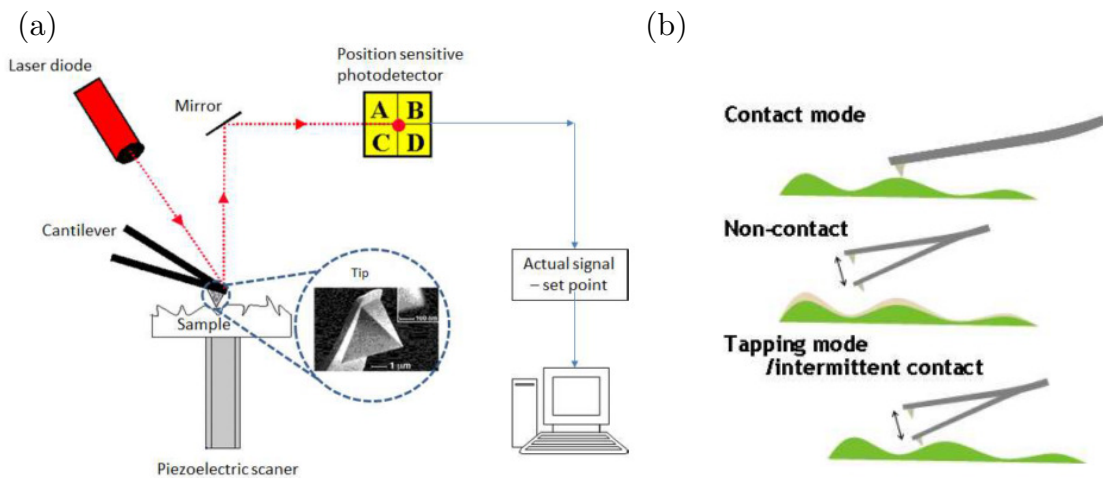 (a)
Laser diode
Mirror
Position sensitive
photodetector
A B
C D
Cantilever
Tip
100 nm
1 μm
Sample
Actual signal
– set point
Piezoelectric scaner
(b)
Contact mode
Non-contact
Tapping mode
/intermittent contact